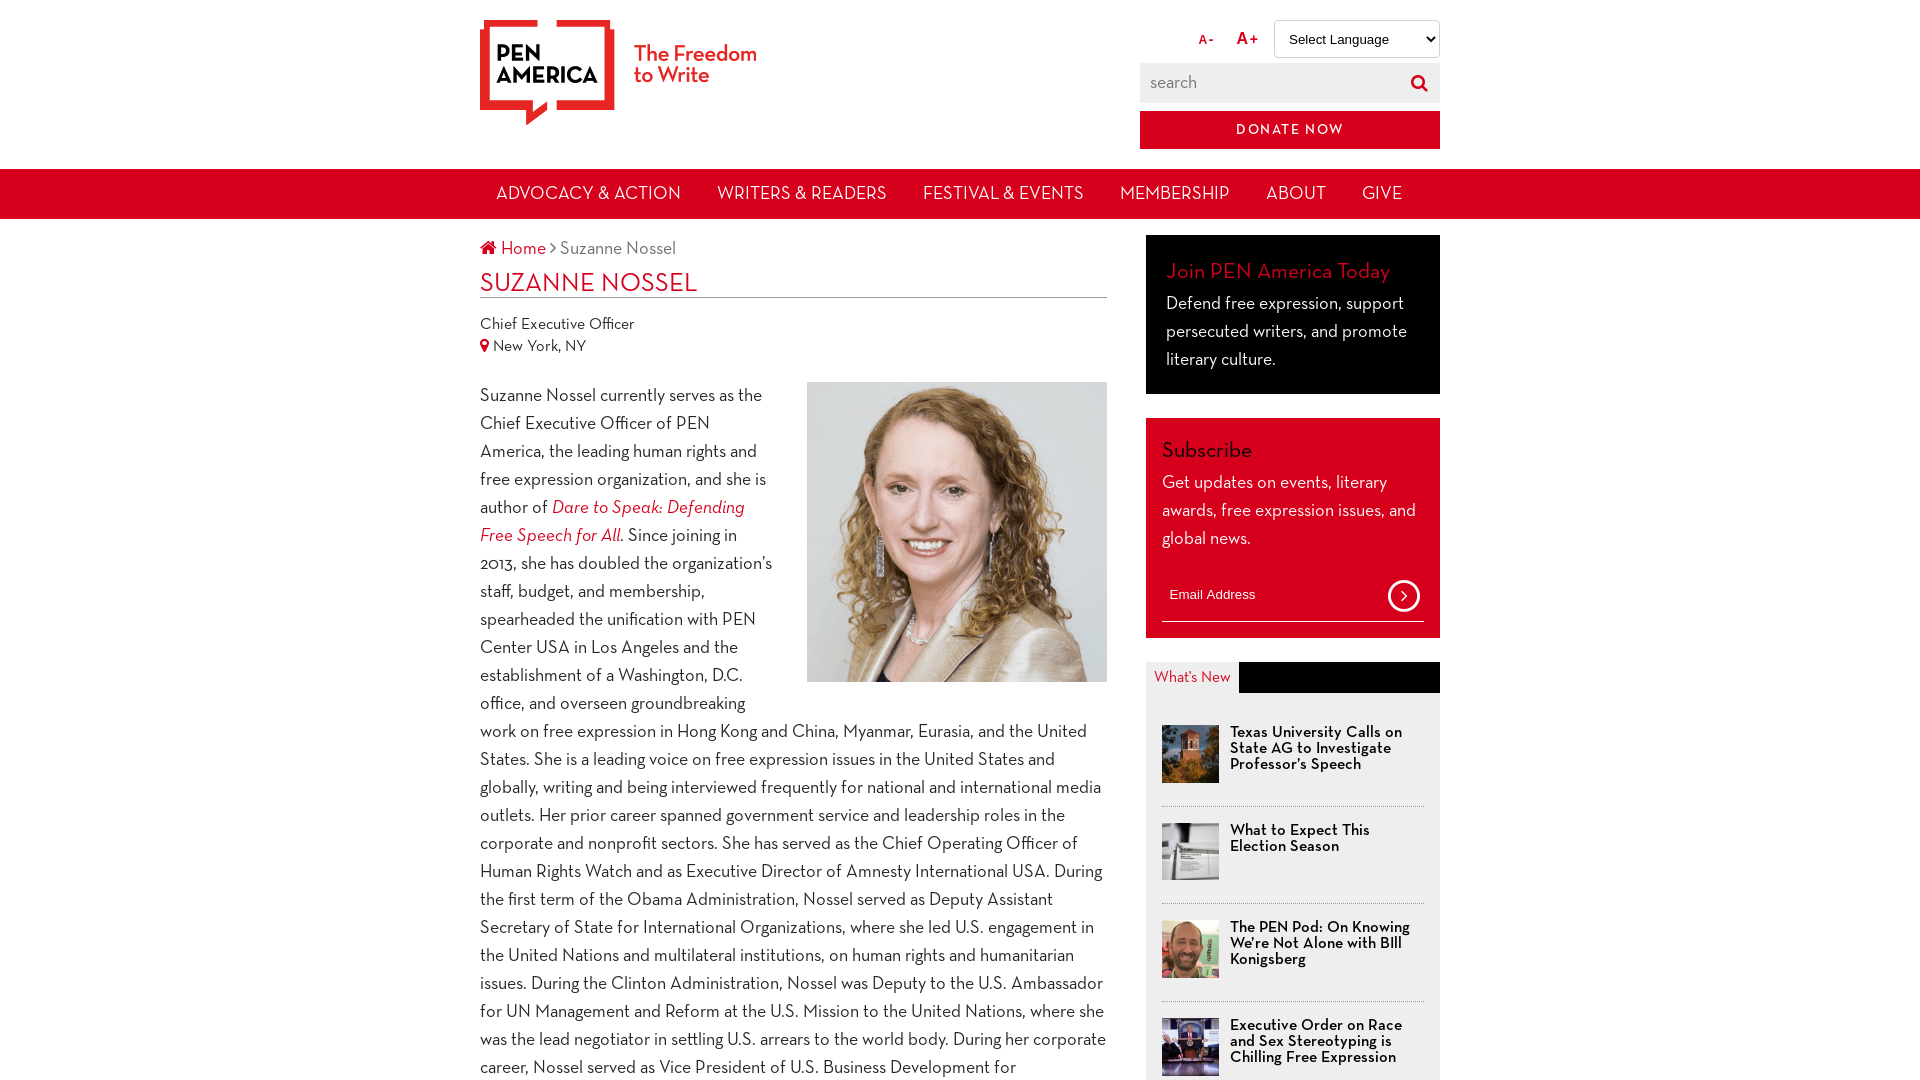 PEN
AMERICA
The Freedom
to Write
A-
A+
Select Language
search
DONATE NOW
ADVOCACY & ACTION
WRITERS & READERS
FESTIVAL & EVENTS
MEMBERSHIP
ABOUT
GIVE
Home > Suzanne Nossel
SUZANNE NOSSEL
Chief Executive Officer
New York, NY
Suzanne Nossel currently serves as the
Chief Executive Officer of PEN
America, the leading human rights and
free expression organization, and she is
author of Dare to Speak: Defending
Free Speech for All. Since joining in
2013, she has doubled the organization’s
staff, budget, and membership,
spearheaded the unification with PEN
Center USA in Los Angeles and the
establishment of a Washington, D.C.
office, and overseen groundbreaking
work on free expression in Hong Kong and China, Myanmar, Eurasia, and the United
States. She is a leading voice on free expression issues in the United States and
globally, writing and being interviewed frequently for national and international media
outlets. Her prior career spanned government service and leadership roles in the
corporate and nonprofit sectors. She has served as the Chief Operating Officer of
Human Rights Watch and as Executive Director of Amnesty International USA. During
the first term of the Obama Administration, Nossel served as Deputy Assistant
Secretary of State for International Organizations, where she led U.S. engagement in
the United Nations and multilateral institutions, on human rights and humanitarian
issues. During the Clinton Administration, Nossel was Deputy to the U.S. Ambassador
for UN Management and Reform at the U.S. Mission to the United Nations, where she
was the lead negotiator in settling U.S. arrears to the world body. During her corporate
career, Nossel served as Vice President of U.S. Business Development for
Join PEN America Today
Defend free expression, support
persecuted writers, and promote
literary culture.
Subscribe
Get updates on events, literary
awards, free expression issues, and
global news.
Email Address
What's New
Texas University Calls on
State AG to Investigate
Professor’s Speech
What to Expect This
Election Season
The PEN Pod: On Knowing
We’re Not Alone with BIll
Konigsberg
Executive Order on Race
and Sex Stereotyping is
Chilling Free Expression